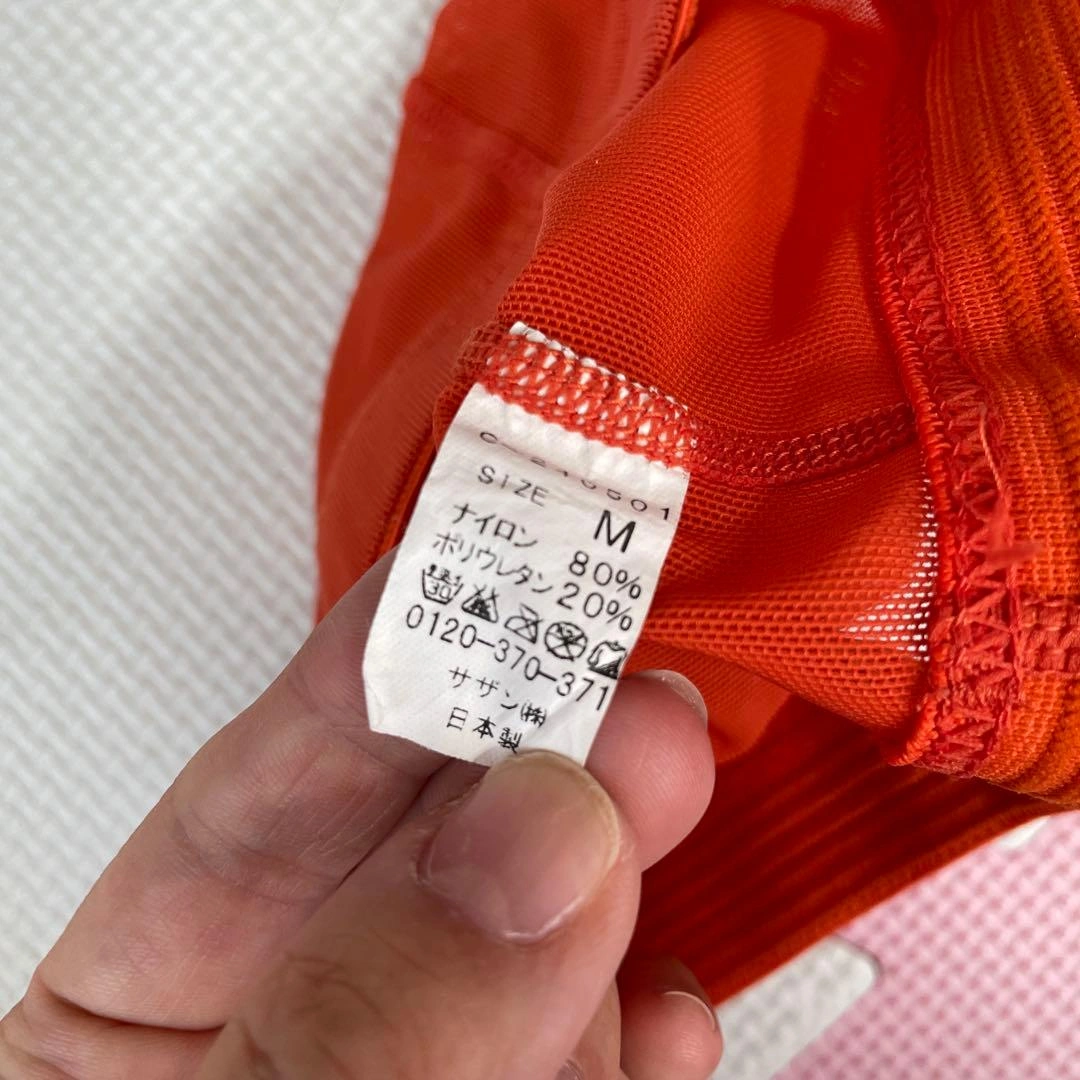 SIZE M
ナイロン 80%
ポリウレタン 20%
0120-370-371
サザン㈱
日本製